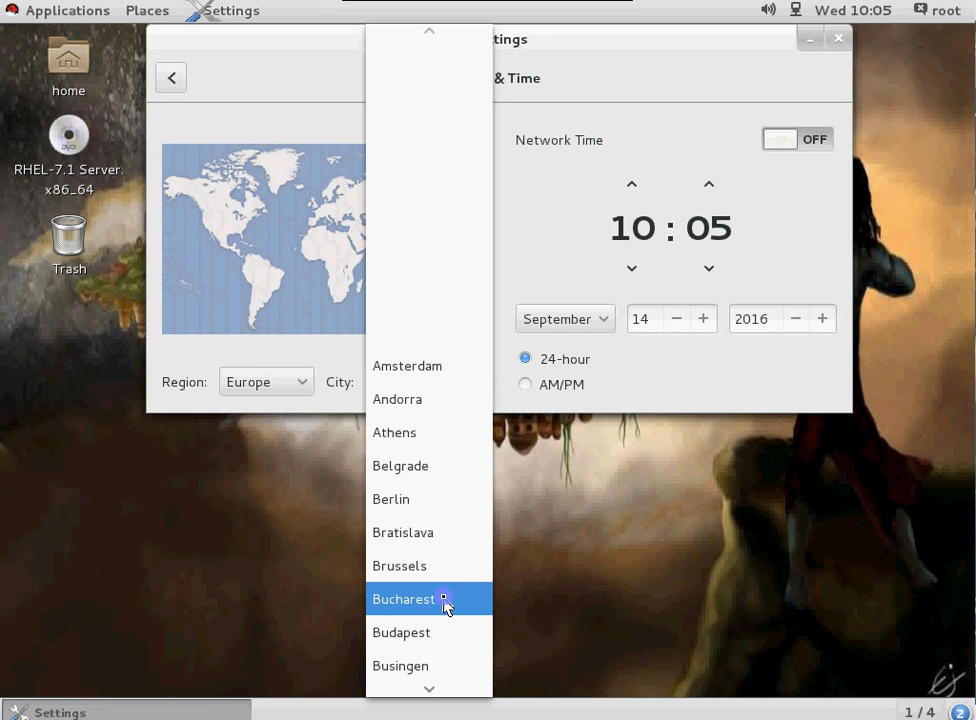 Applications Places Settings Wed 10:05 root
tings
& Time
home
RHEL-7.1 Server.
x86_64
Trash
Network Time OFF
10 : 05
September 14 2016
24-hour
AM/PM
Region: Europe City:
Amsterdam
Andorra
Athens
Belgrade
Berlin
Bratislava
Brussels
Bucharest
Budapest
Busingen
Settings 1 / 4 2